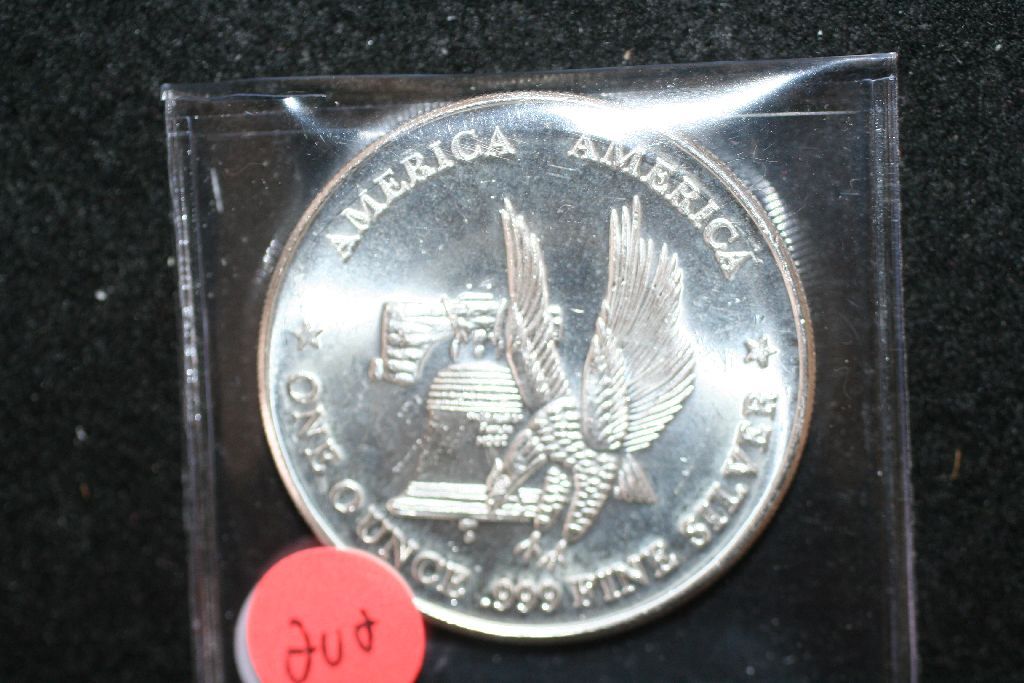 AMERICA AMERICA
ONE OUNCE .999 FINE SILVER